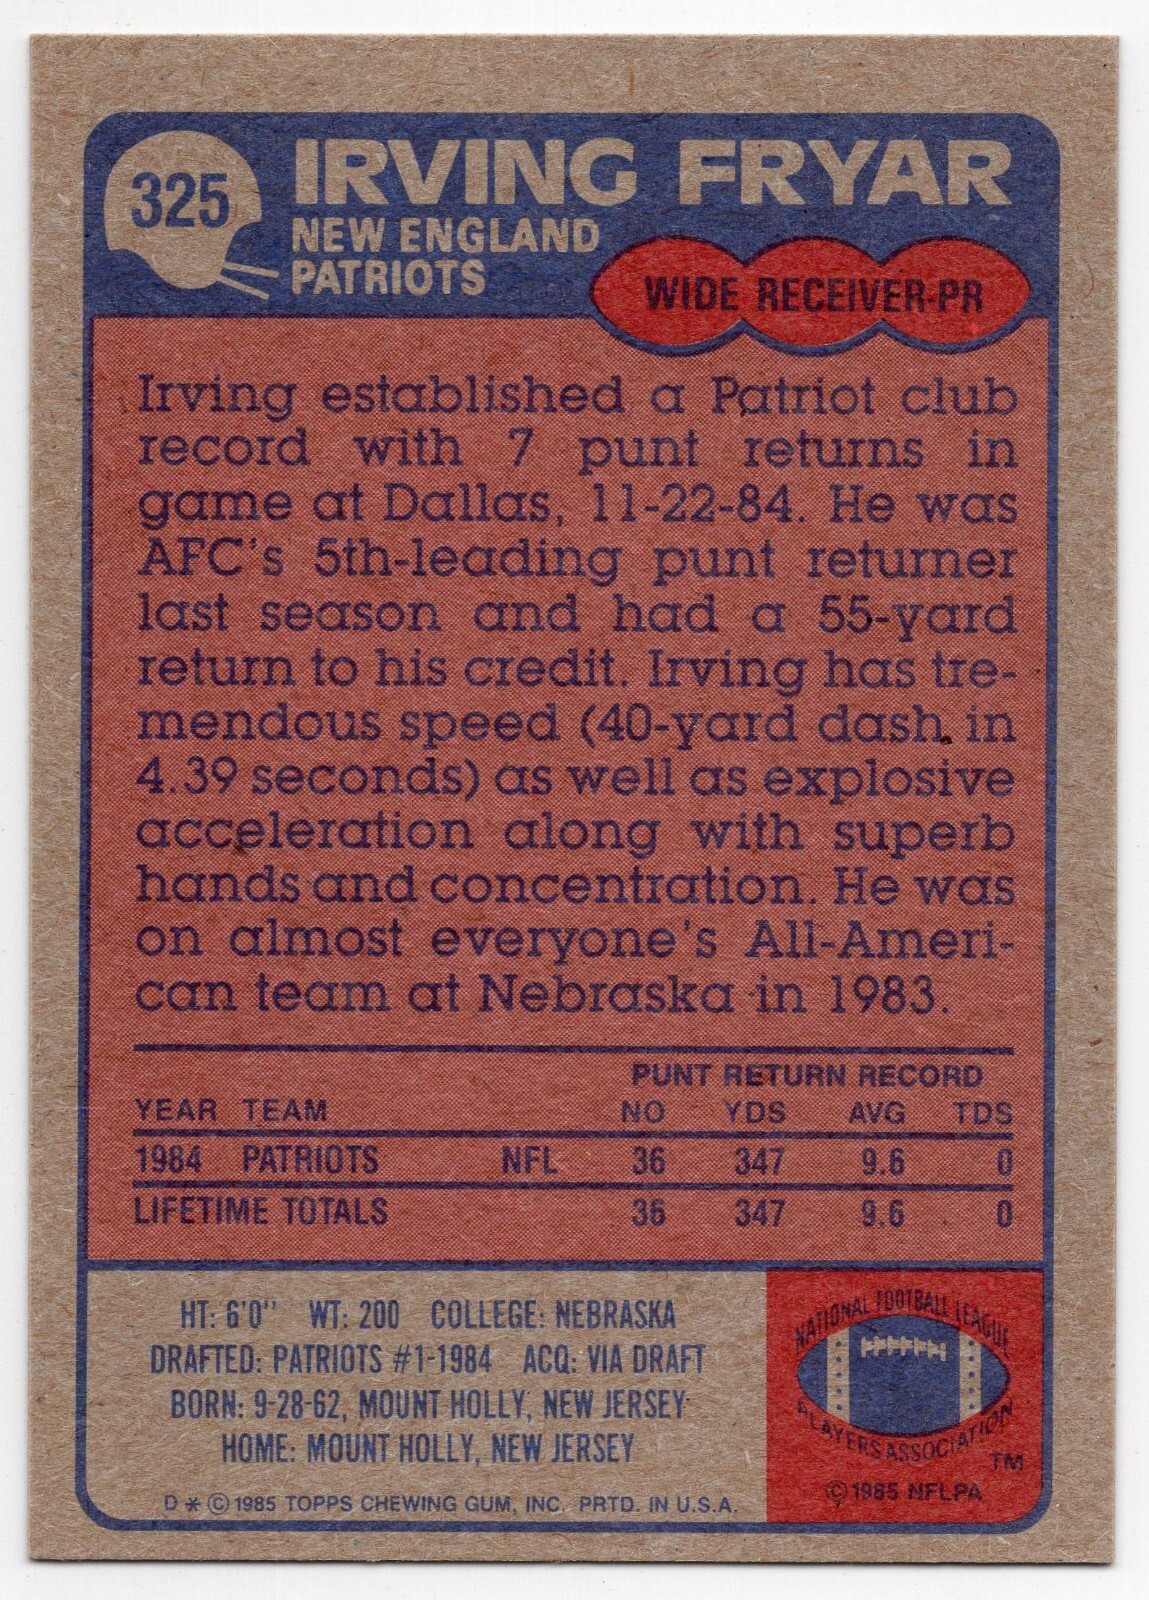 325
IRVING FRYAR
NEW ENGLAND
PATRIOTS
WIDE RECEIVER-PR
Irving established a Patriot club
record with 7 punt returns in
game at Dallas, 11-22-84. He was
AFC's 5th-leading punt returner
last season and had a 55-yard
return to his credit. Irving has tre-
mendous speed (40-yard dash in
4.39 seconds) as well as explosive
acceleration along with superb
hands and concentration. He was
on almost everyone's All-Ameri-
can team at Nebraska in 1983.
PUNT RETURN RECORD
YEAR TEAM NO YDS AVG TDS
1984 PATRIOTS NFL 36 347 9.6 0
LIFETIME TOTALS 36 347 9.6 0
HT: 6'0" WT: 200 COLLEGE: NEBRASKA
DRAFTED: PATRIOTS #1-1984 ACQ: VIA DRAFT
BORN: 9-28-62, MOUNT HOLLY, NEW JERSEY
HOME: MOUNT HOLLY, NEW JERSEY
D * © 1985 TOPPS CHEWING GUM, INC. PRTD. IN U.S.A.
NATIONAL FOOTBALL LEAGUE
PLAYERS ASSOCIATION
TM
© 1985 NFLPA